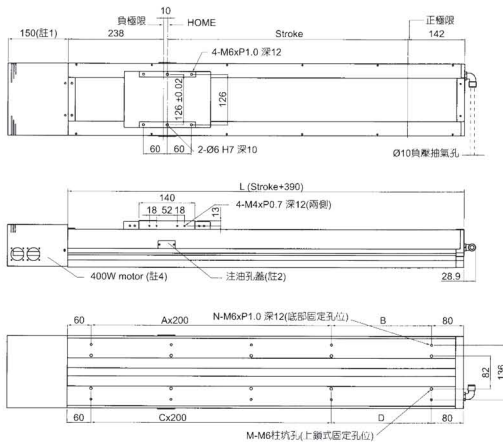 10
負極限
HOME
正極限
150(註1)
238
Stroke
142
4-M6xP1.0 深12
126 ±0.02
126
60
60
2-Ø6 H7 深10
Ø10負壓抽氣孔
L (Stroke+390)
140
4-M4xP0.7 深12(兩側)
18
52
18
13
400W motor (註4)
注油孔蓋(註2)
28.9
60
Ax200
N-M6xP1.0 深12(底部固定孔位)
B
80
82
136
60
Cx200
D
80
M-M6柱坑孔(上鎖式固定孔位)